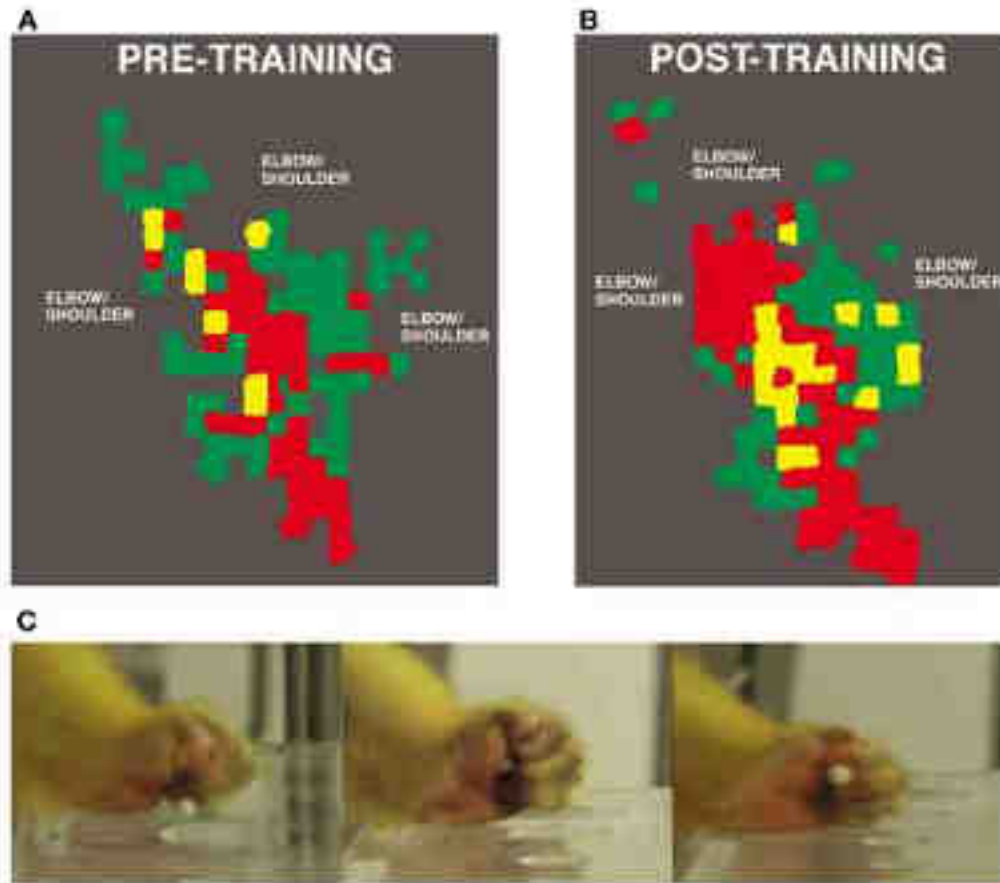 A
B
PRE-TRAINING
POST-TRAINING
ELBOW/
SHOULDER
ELBOW/
SHOULDER
ELBOW/
SHOULDER
ELBOW/
SHOULDER
ELBOW/
SHOULDER
ELBOW/
SHOULDER
C